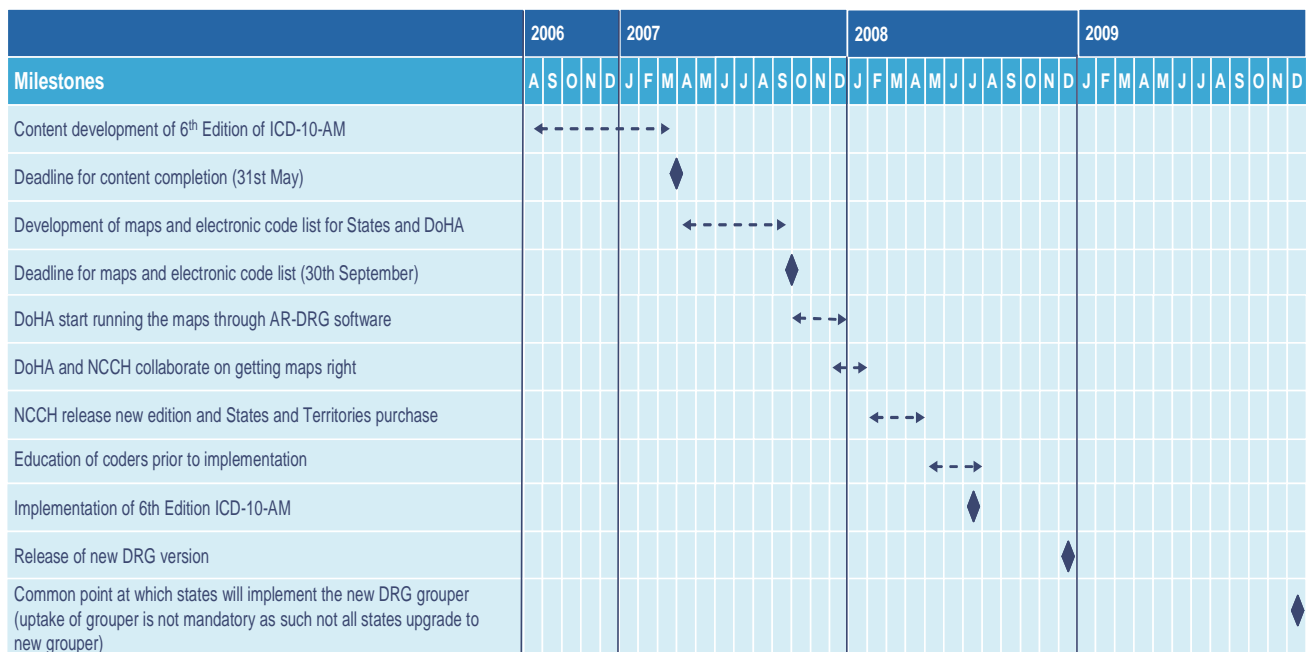 2006 2007 2008 2009
Milestones A S O N D J F M A M J J A S O N D J F M A M J J A S O N D J F M A M J J A S O N D
Content development of 6th Edition of ICD-10-AM
Deadline for content completion (31st May)
Development of maps and electronic code list for States and DoHA
Deadline for maps and electronic code list (30th September)
DoHA start running the maps through AR-DRG software
DoHA and NCCH collaborate on getting maps right
NCCH release new edition and States and Territories purchase
Education of coders prior to implementation
Implementation of 6th Edition ICD-10-AM
Release of new DRG version
Common point at which states will implement the new DRG grouper
(uptake of grouper is not mandatory as such not all states upgrade to
new grouper)